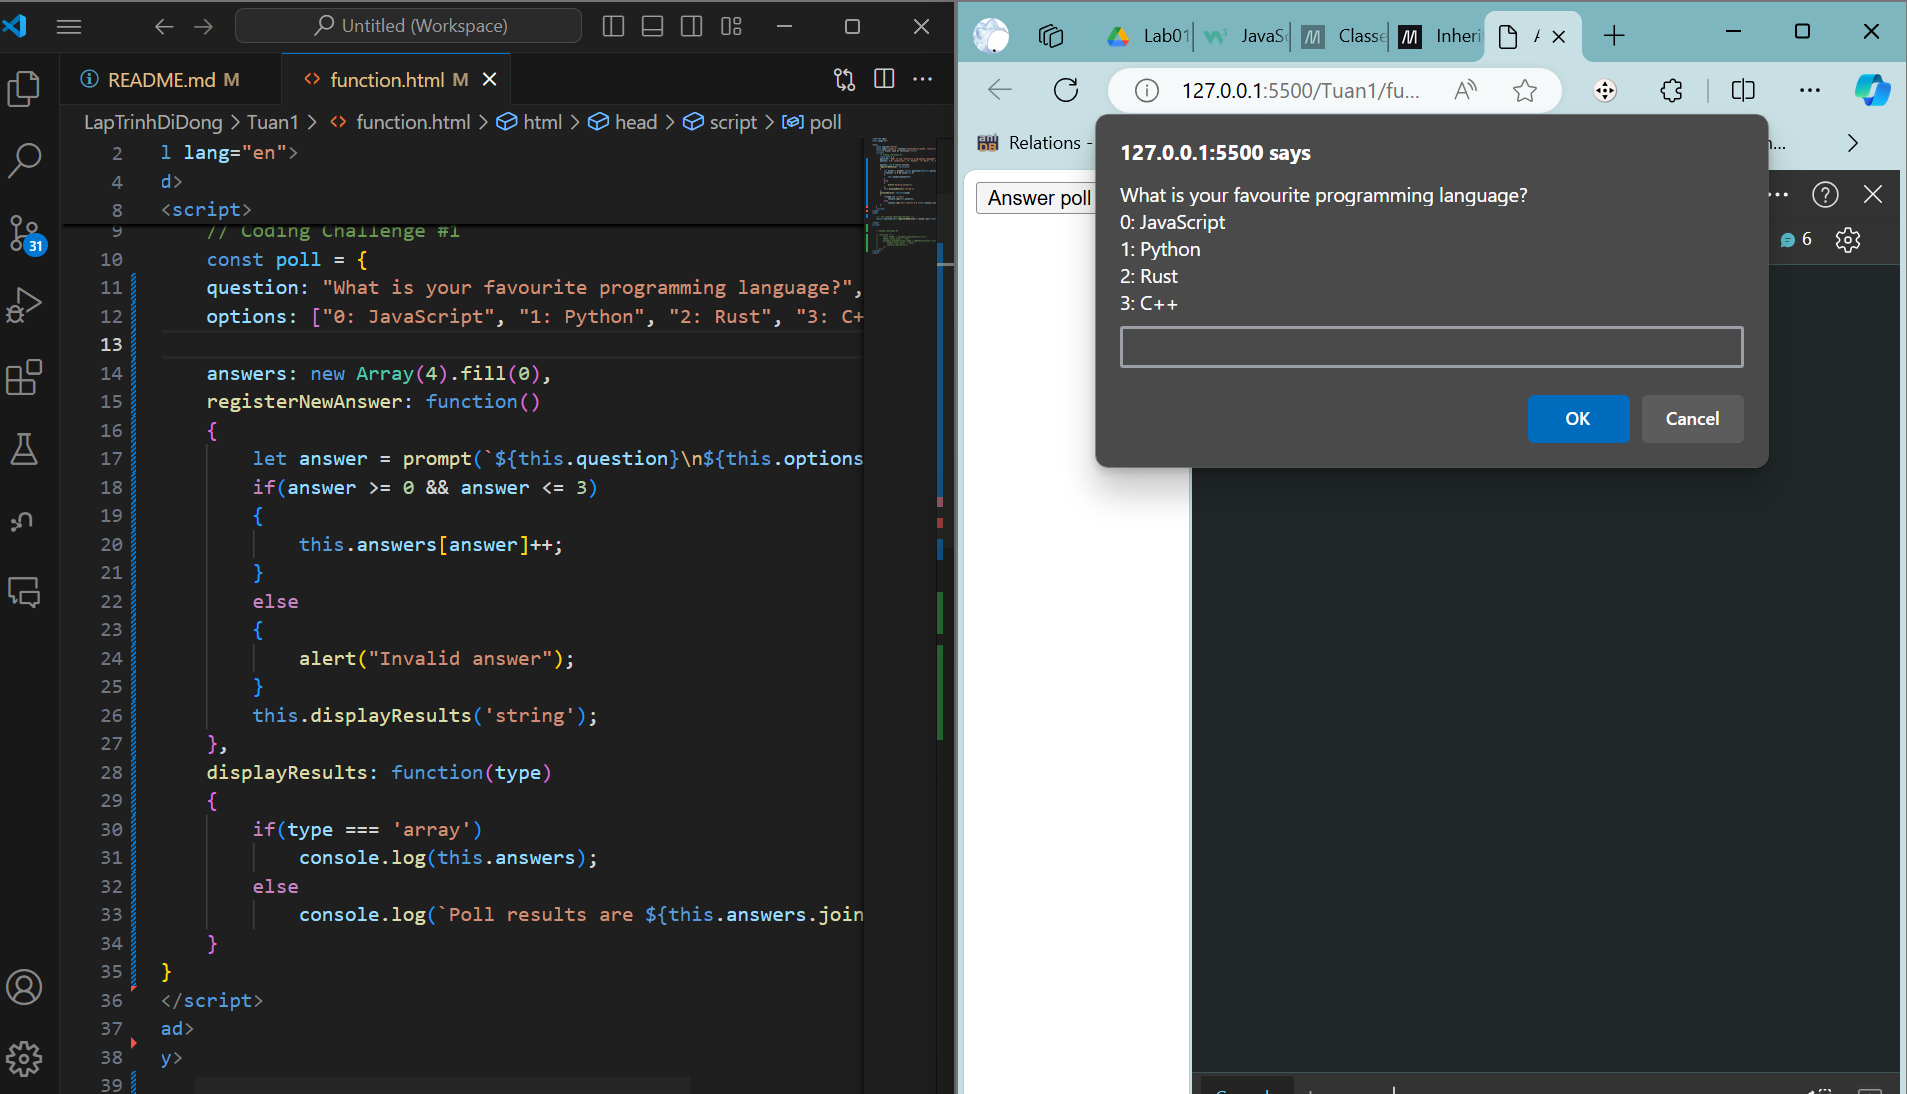 Untitled (Workspace)
README.md M
function.html M
LapTrinhDiDong > Tuan1 > <> function.html > html > head > script > poll
31
2 l lang="en">
4 d>
8 <script>
9 // Coding Challenge #1
10 const poll = {
11 question: "What is your favourite programming language?",
12 options: ["0: JavaScript", "1: Python", "2: Rust", "3: C+
13
14 answers: new Array(4).fill(0),
15 registerNewAnswer: function()
16 {
17 let answer = prompt(`${this.question}\n${this.options
18 if(answer >= 0 && answer <= 3)
19 {
20 this.answers[answer]++;
21 }
22 else
23 {
24 alert("Invalid answer");
25 }
26 this.displayResults('string');
27 },
28 displayResults: function(type)
29 {
30 if(type === 'array')
31 console.log(this.answers);
32 else
33 console.log(`Poll results are ${this.answers.join
34 }
35 }
36 </script>
37 ad>
38 y>
39
Lab01
JavaSc
Classe
Inheri
127.0.0.1:5500/Tuan1/fu...
Relations -
n...
Answer poll
6
127.0.0.1:5500 says
What is your favourite programming language?
0: JavaScript
1: Python
2: Rust
3: C++
OK
Cancel